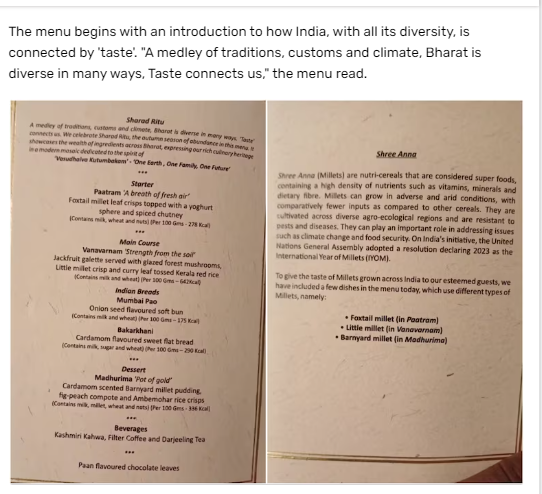 The menu begins with an introduction to how India, with all its diversity, is
connected by 'taste'. "A medley of traditions, customs and climate, Bharat is
diverse in many ways, Taste connects us," the menu read.
Sharad Ritu
A medley of traditions, customs and climate, Bharat is diverse in many ways. 'Taste'
connects us. We celebrate Sharad Ritu, the autumn season of abundance in this menu. It
showcases the wealth of ingredients across Bharat, expressing our rich culinary heritage
in a modern mosaic dedicated to the spirit of
'Vasudhaiva Kutumbakam' - 'One Earth, One Family, One Future'
***
Starter
Paatram 'A breath of fresh air'
Foxtail millet leaf crisps topped with a yoghurt
sphere and spiced chutney
(Contains milk, wheat and nuts) (Per 100 Gms - 278 Kcal)
***
Main Course
Vanavarnam 'Strength from the soil'
Jackfruit galette served with glazed forest mushrooms,
Little millet crisp and curry leaf tossed Kerala red rice
(Contains milk and wheat) (Per 100 Gms - Kcal)
Indian Breads
Mumbai Pao
Onion seed flavoured soft bun
(Contains milk and wheat) (Per 100 Gms - 175 Kcal)
Bakarkhani
Cardamom flavoured sweet flat bread
(Contains milk, sugar and wheat) (Per 100 Gms - 290 Kcal)
***
Dessert
Madhurima 'Pot of gold'
Cardamom scented Barnyard millet pudding,
fig-peach compote and Ambemohar rice crisps
(Contains milk, millet, wheat and nuts) (Per 100 Gms - 336 Kcal)
***
Beverages
Kashmiri Kahwa, Filter Coffee and Darjeeling Tea
***
Paan flavoured chocolate leaves
Shree Anna
Shree Anna (Millets) are nutri-cereals that are considered super foods,
containing a high density of nutrients such as vitamins, minerals and
dietary fibre. Millets can grow in adverse and arid conditions, with
comparatively fewer inputs as compared to other cereals. They are
cultivated across diverse agro-ecological regions and are resistant to
pests and diseases. They can play an important role in addressing issues
such as climate change and food security. On India's initiative, the United
Nations General Assembly adopted a resolution declaring 2023 as the
International Year of Millets (IYOM).
To give the taste of Millets grown across India to our esteemed guests, we
have included a few dishes in the menu today, which use different types of
Millets, namely:
• Foxtail millet (in Paatram)
• Little millet (in Vanavarnam)
• Barnyard millet (in Madhurima)